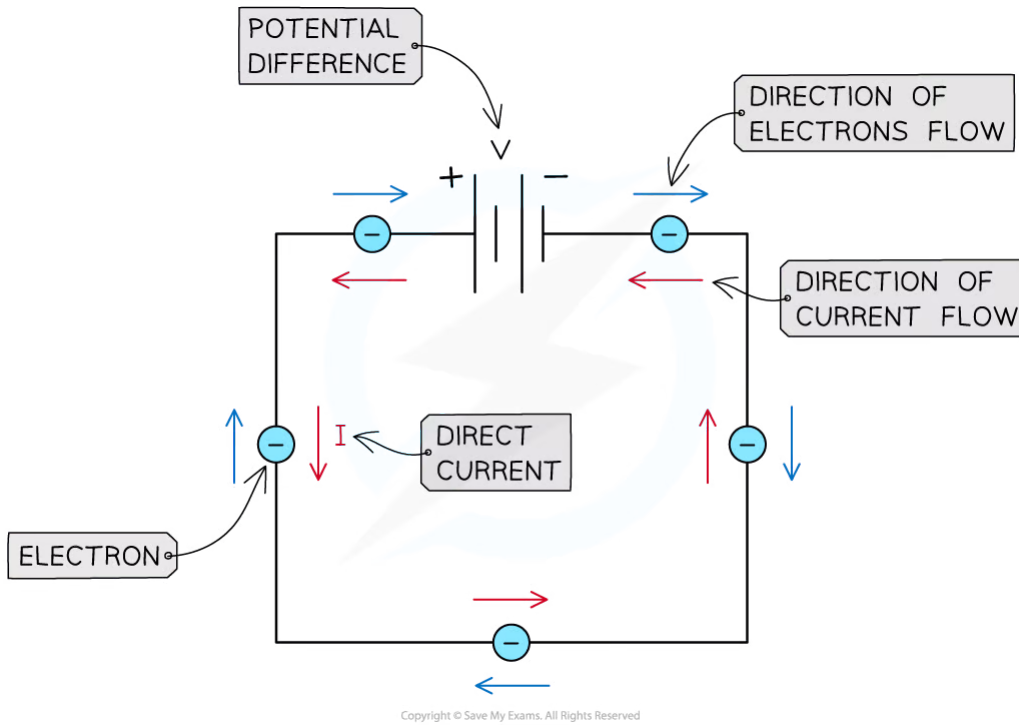 POTENTIAL
DIFFERENCE
DIRECTION OF
ELECTRONS FLOW
V
+
−
−
−
DIRECTION OF
CURRENT FLOW
−
I
DIRECT
CURRENT
−
ELECTRON
−
Copyright © Save My Exams. All Rights Reserved